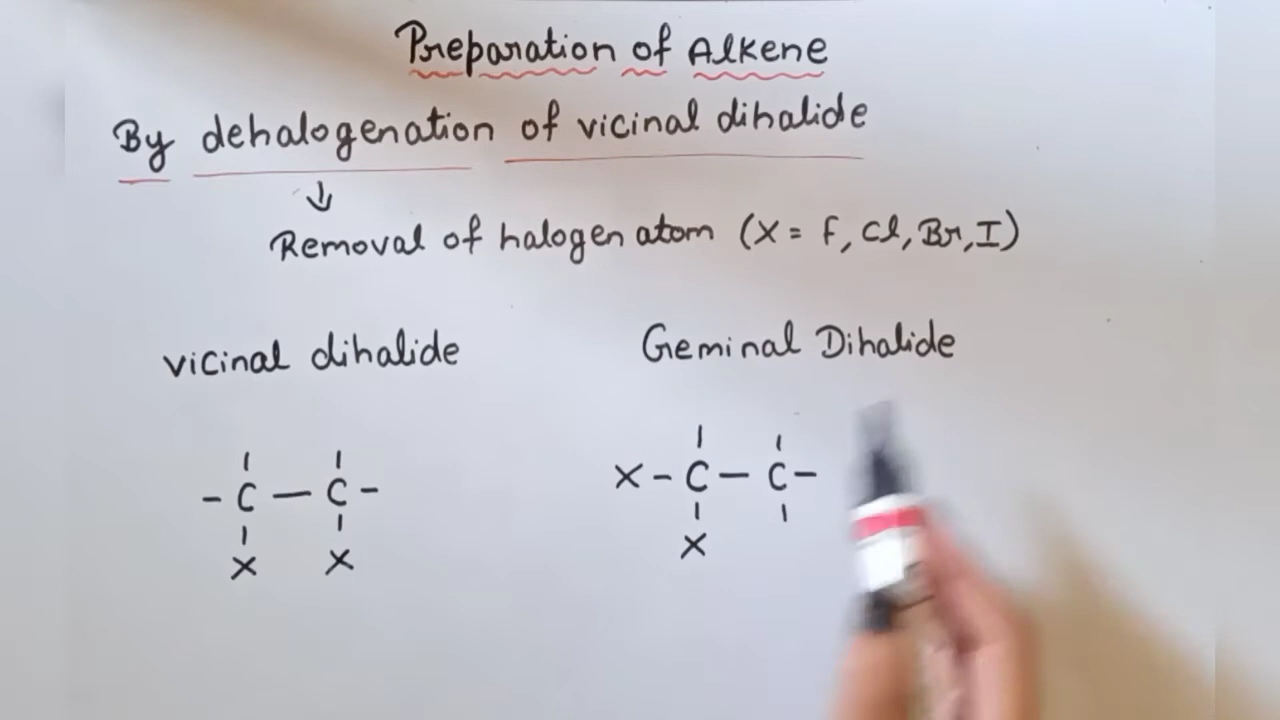 Preparation of Alkene
By dehalogenation of vicinal dihalide
↓
Removal of halogen atom (X = F, Cl, Br, I)
vicinal dihalide
Geminal Dihalide
- C — C -
X X
X - C — C -
X